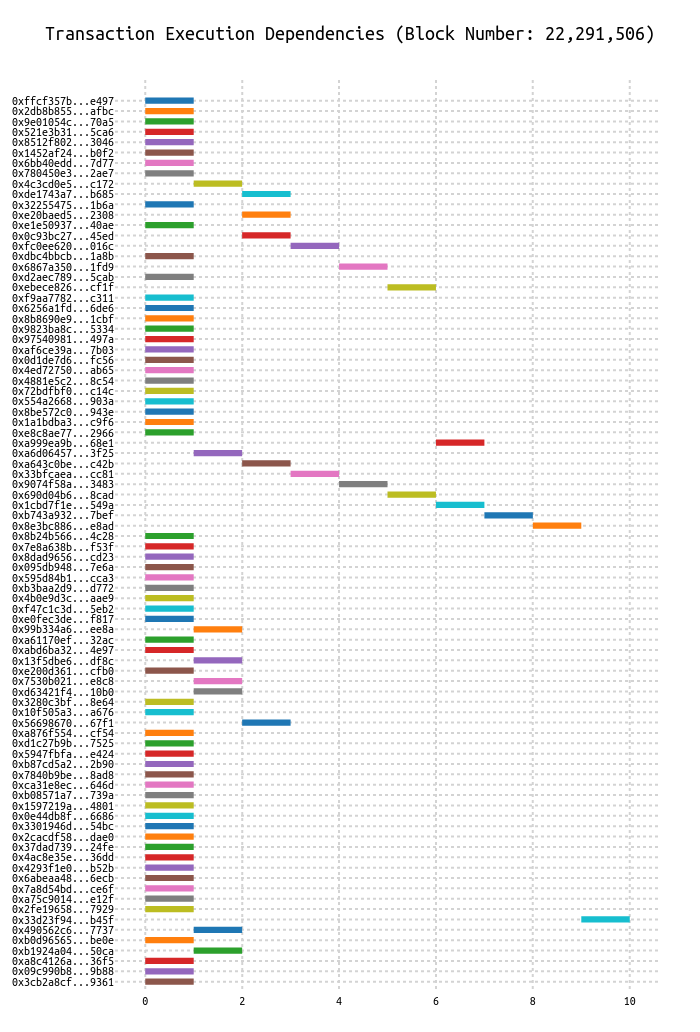 Transaction Execution Dependencies (Block Number: 22,291,506)
0xffcf357b...e497
0x2db8b855...afbc
0x9e01054c...70a5
0x521e3b31...5ca6
0x8512f802...3046
0x1452af24...b0f2
0x6bb40edd...7d77
0x780450e3...2ae7
0x4c3cd0e5...c172
0xde1743a7...b685
0x32255475...1b6a
0xe20baed5...2308
0xe1e50937...40ae
0x0c93bc27...45ed
0xfc0ee620...016c
0xdbc4bbcb...1a8b
0x6867a350...1fd9
0xd2aec789...5cab
0xebece826...cf1f
0xf9aa7782...c311
0x6256a1fd...6de6
0x8b8690e9...1cbf
0x9823ba8c...5334
0x97540981...497a
0xaf6ce39a...7b03
0x0d1de7d6...fc56
0x4ed72750...ab65
0x4881e5c2...8c54
0x72bdfbf0...c14c
0x554a2668...903a
0x8be572c0...943e
0x1a1bdba3...c9f6
0xe8c8ae77...2966
0xa999ea9b...68e1
0xa6d06457...3f25
0xa643c0be...c42b
0x33bfcaea...cc81
0x9074f58a...3483
0x690d04b6...8cad
0x1cbd7f1e...549a
0xb743a932...7bef
0x8e3bc886...e8ad
0x8b24b566...4c28
0x7e8a638b...f53f
0x8dad9656...cd23
0x095db948...7e6a
0x595d84b1...cca3
0xb3baa2d9...d772
0x4b0e9d3c...aae9
0xf47c1c3d...5eb2
0xe0fec3de...f817
0x99b334a6...ee8a
0xa61170ef...32ac
0xabd6ba32...4e97
0x13f5dbe6...df8c
0xe200d361...cfb0
0x7530b021...e8c8
0xd63421f4...10b0
0x3280c3bf...8e64
0x10f505a3...a676
0x56698670...67f1
0xa876f554...cf54
0xd1c27b9b...7525
0x5947fbfa...e424
0xb87cd5a2...2b90
0x7840b9be...8ad8
0xca31e8ec...646d
0xb08571a7...739a
0x1597219a...4801
0x0e44db8f...6686
0x3301946d...54bc
0x2cacdf58...dae0
0x37dad739...24fe
0x4ac8e35e...36dd
0x4293f1e0...b52b
0x6abeaa48...6ecb
0x7a8d54bd...ce6f
0xa75c9014...e12f
0x2fe19658...7929
0x33d23f94...b45f
0x490562c6...7737
0xb0d96565...be0e
0xb1924a04...50ca
0xa8c4126a...36f5
0x09c990b8...9b88
0x3cb2a8cf...9361
0 2 4 6 8 10